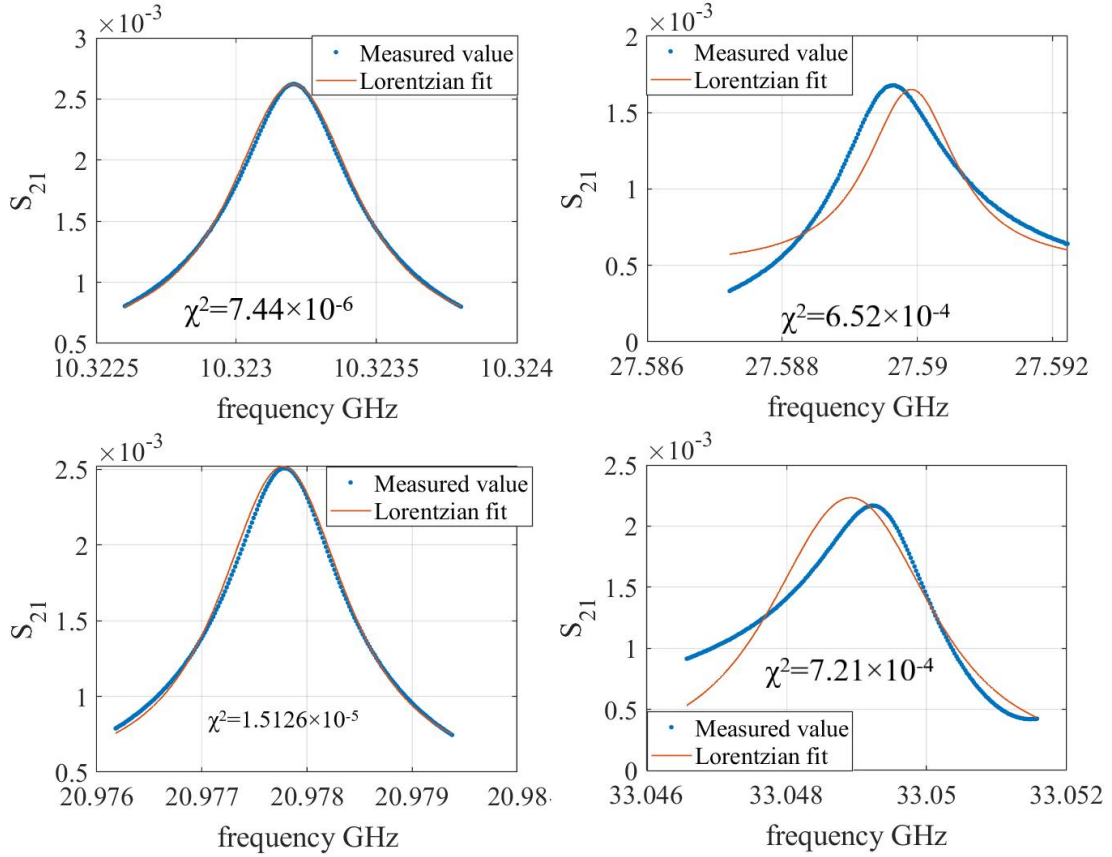 ×10⁻³
3
2.5
2
1.5
1
0.5
S₂₁
Measured value
Lorentzian fit
χ²=7.44×10⁻⁶
10.3225 10.323 10.3235 10.324
frequency GHz
×10⁻³
2
1.5
1
0.5
0
S₂₁
Measured value
Lorentzian fit
χ²=6.52×10⁻⁴
27.586 27.588 27.59 27.592
frequency GHz
×10⁻³
2.5
2
1.5
1
0.5
S₂₁
Measured value
Lorentzian fit
χ²=1.5126×10⁻⁵
20.976 20.977 20.978 20.979 20.98
frequency GHz
×10⁻³
2.5
2
1.5
1
0.5
0
S₂₁
χ²=7.21×10⁻⁴
Measured value
Lorentzian fit
33.046 33.048 33.05 33.052
frequency GHz